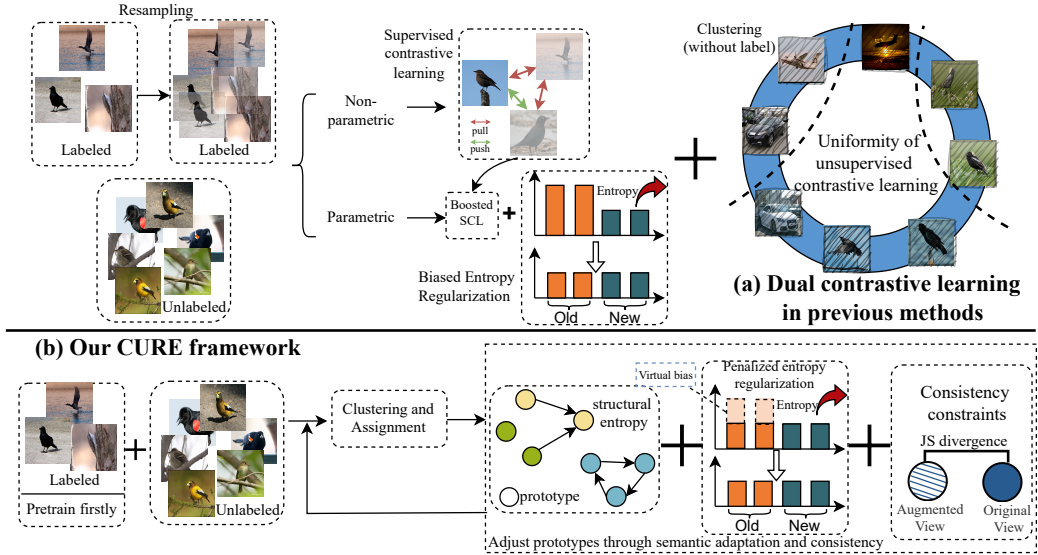 Resampling
Labeled
Labeled
Unlabeled
Non-
parametric
Parametric
Supervised
contrastive
learning
pull
push
Boosted
SCL
Entropy
Biased Entropy
Regularization
Old
New
Clustering
(without label)
Uniformity of
unsupervised
contrastive learning
(a) Dual contrastive learning
in previous methods
(b) Our CURE framework
Labeled
Pretrain firstly
Unlabeled
Clustering and
Assignment
structural
entropy
prototype
Virtual bias
Penalized entropy
regularization
Entropy
Old
New
Consistency
constraints
JS divergence
Augmented
View
Original
View
Adjust prototypes through semantic adaptation and consistency